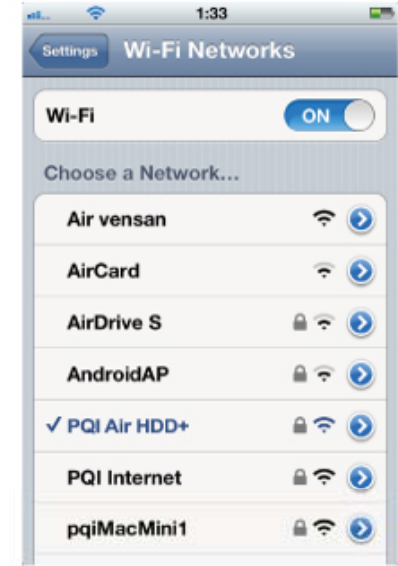 1:33
Settings Wi-Fi Networks
Wi-Fi ON
Choose a Network...
Air vensan
AirCard
AirDrive S
AndroidAP
✓ PQI Air HDD+
PQI Internet
pqiMacMini1